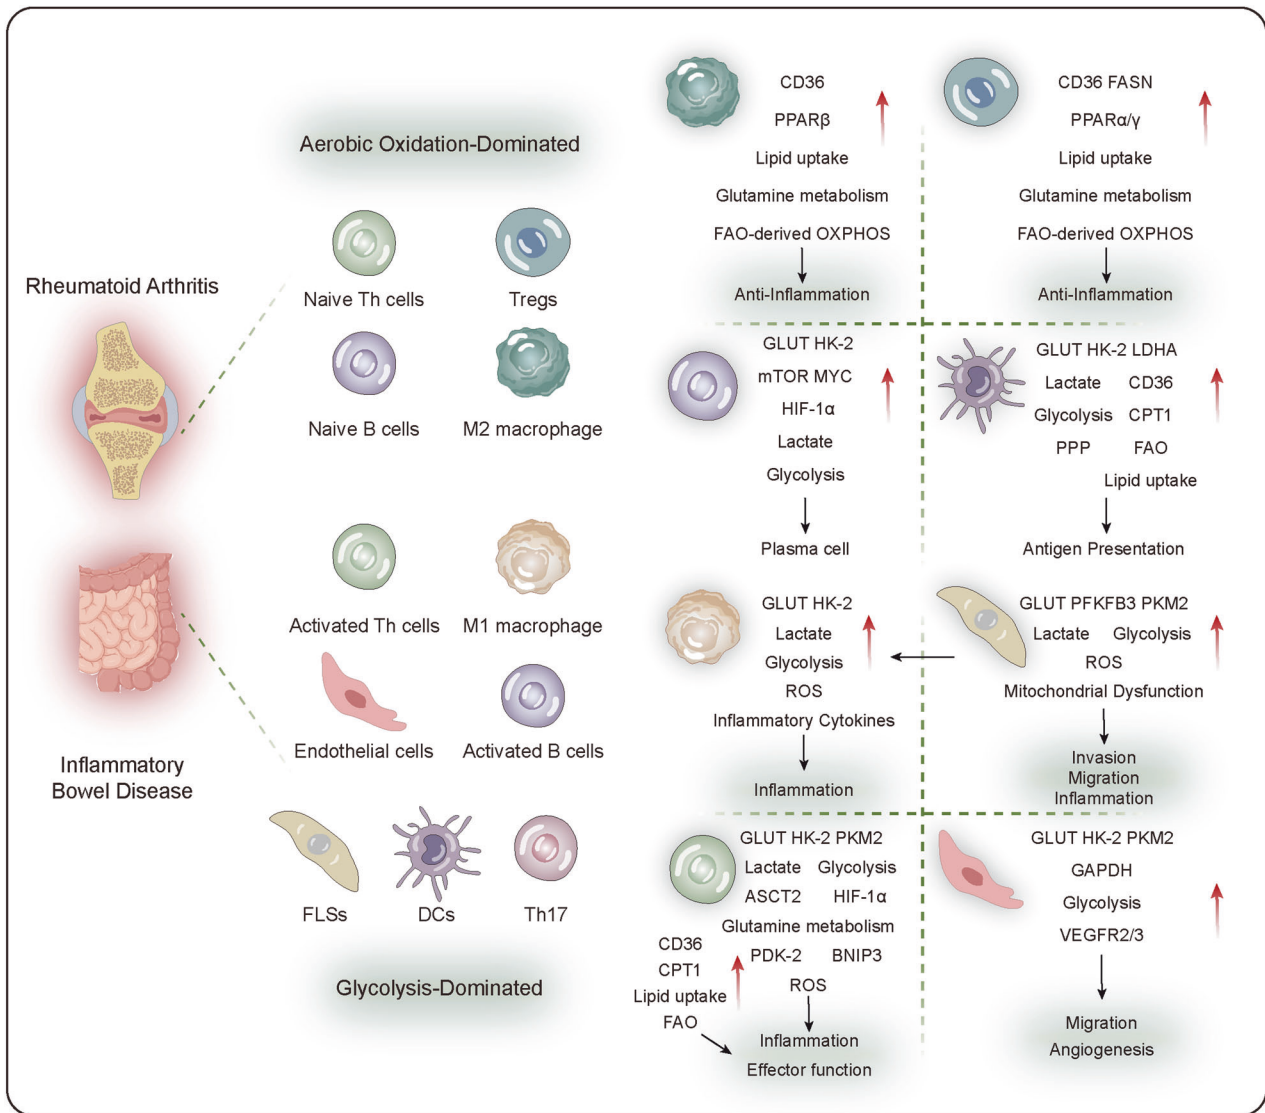 Rheumatoid Arthritis
Inflammatory
Bowel Disease
Aerobic Oxidation-Dominated
Naive Th cells
Tregs
Naive B cells
M2 macrophage
Activated Th cells
M1 macrophage
Endothelial cells
Activated B cells
FLSs
DCs
Th17
Glycolysis-Dominated
CD36
PPARβ
Lipid uptake
Glutamine metabolism
FAO-derived OXPHOS
Anti-Inflammation
CD36 FASN
PPARα/γ
Lipid uptake
Glutamine metabolism
FAO-derived OXPHOS
Anti-Inflammation
GLUT HK-2
mTOR MYC
HIF-1α
Lactate
Glycolysis
Plasma cell
GLUT HK-2 LDHA
Lactate CD36
Glycolysis CPT1
PPP FAO
Lipid uptake
Antigen Presentation
GLUT HK-2
Lactate
Glycolysis
ROS
Inflammatory Cytokines
Inflammation
GLUT PFKFB3 PKM2
Lactate Glycolysis
ROS
Mitochondrial Dysfunction
Invasion
Migration
Inflammation
GLUT HK-2 PKM2
Lactate Glycolysis
ASCT2 HIF-1α
Glutamine metabolism
PDK-2 BNIP3
ROS
CD36
CPT1
Lipid uptake
FAO
Inflammation
Effector function
GLUT HK-2 PKM2
GAPDH
Glycolysis
VEGFR2/3
Migration
Angiogenesis